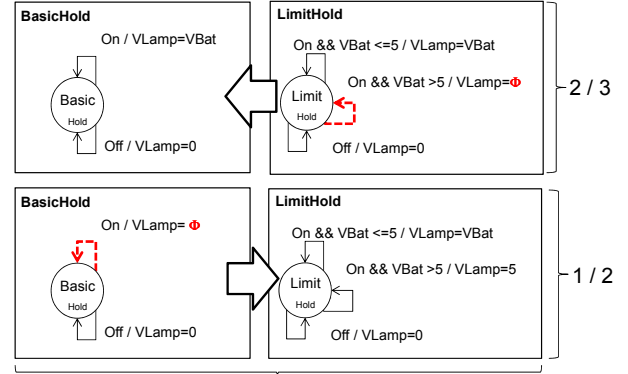 BasicHold
On / VLamp=VBat
Basic
Hold
Off / VLamp=0
LimitHold
On && VBat <=5 / VLamp=VBat
On && VBat >5 / VLamp=Φ
Limit
Hold
Off / VLamp=0
2 / 3
BasicHold
On / VLamp= Φ
Basic
Hold
Off / VLamp=0
LimitHold
On && VBat <=5 / VLamp=VBat
On && VBat >5 / VLamp=5
Limit
Hold
Off / VLamp=0
1 / 2